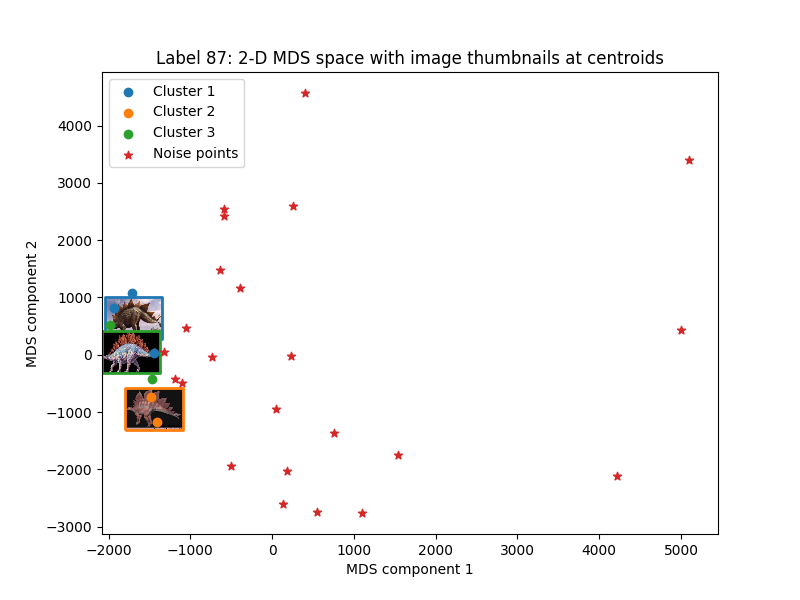 Label 87: 2-D MDS space with image thumbnails at centroids
Cluster 1
Cluster 2
Cluster 3
Noise points
MDS component 2
4000
3000
2000
1000
0
−1000
−2000
−3000
−2000
−1000
0
1000
2000
3000
4000
5000
MDS component 1